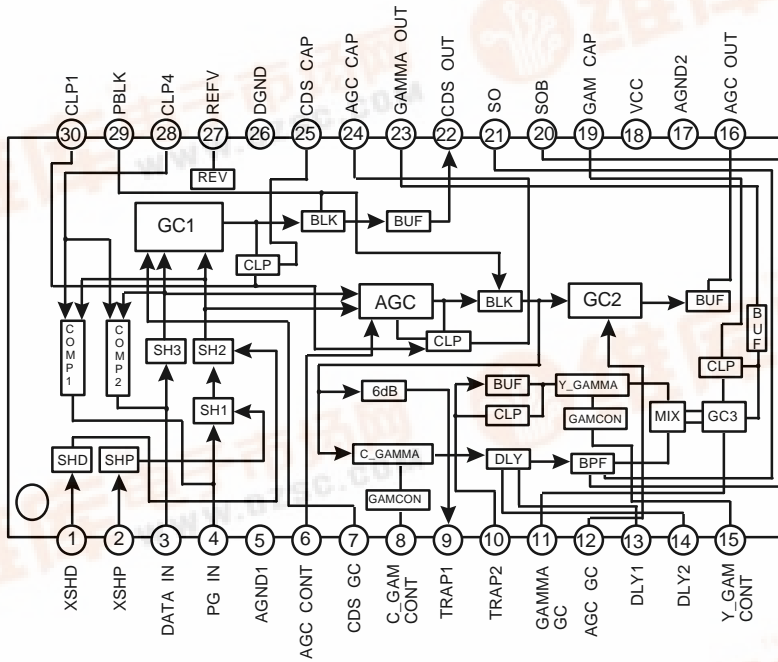 CLP1
PBLK
CLP4
REFV
DGND
CDS CAP
AGC CAP
GAMMA OUT
CDS OUT
SO
SOB
GAM CAP
VCC
AGND2
AGC OUT
30
29
28
27
26
25
24
23
22
21
20
19
18
17
16
REV
GC1
BLK
BUF
CLP
AGC
BLK
GC2
BUF
BUF
CLP
COMP1
COMP2
SH3
SH2
CLP
6dB
BUF
Y_GAMMA
CLP
GAMCON
MIX
GC3
SH1
SHD
SHP
C_GAMMA
DLY
BPF
GAMCON
1
2
3
4
5
6
7
8
9
10
11
12
13
14
15
XSHD
XSHP
DATA IN
PG IN
AGND1
AGC CONT
CDS GC
C_GAM
CONT
TRAP1
TRAP2
GAMMA
GC
AGC GC
DLY1
DLY2
Y_GAM
CONT